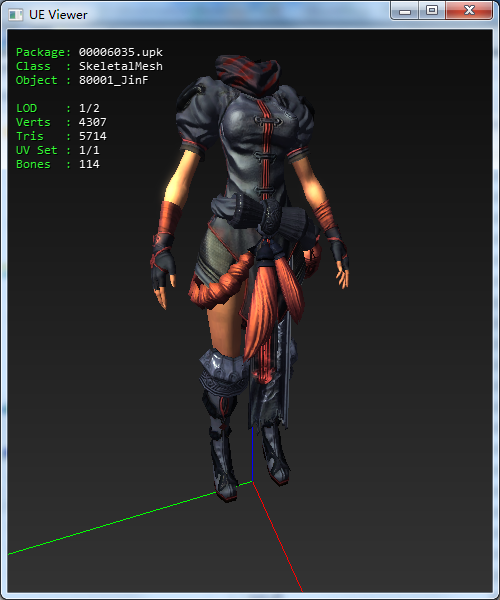 UE Viewer
Package: 00006035.upk
Class : SkeletalMesh
Object : 80001_JinF
LOD : 1/2
Verts : 4307
Tris : 5714
UV Set : 1/1
Bones : 114